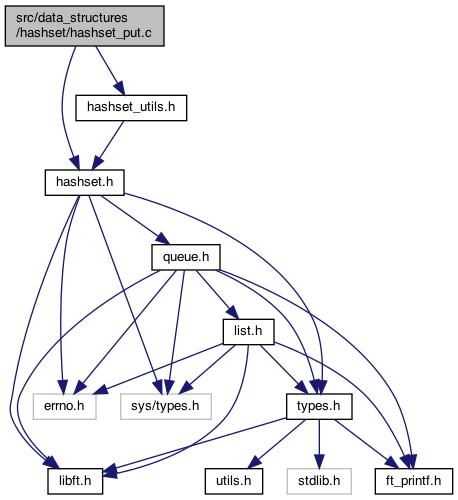 src/data_structures
/hashset/hashset_put.c
hashset_utils.h
hashset.h
queue.h
list.h
errno.h
sys/types.h
types.h
libft.h
utils.h
stdlib.h
ft_printf.h